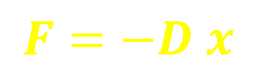 F = −D x